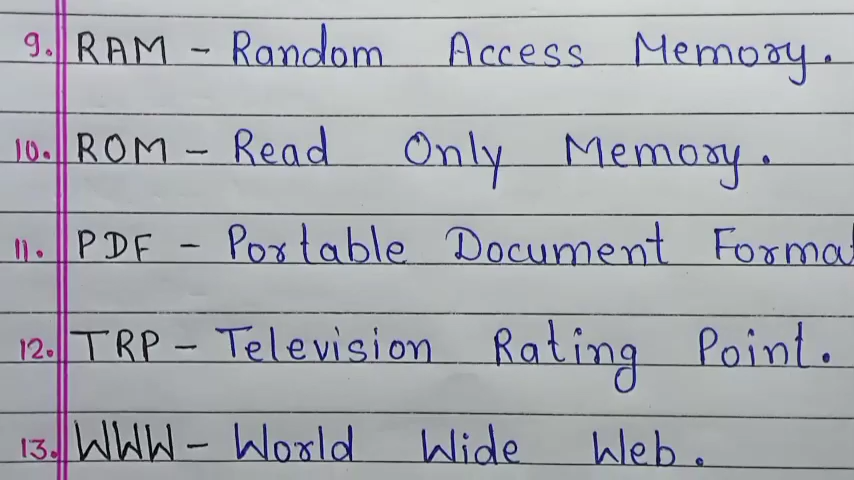 9. RAM - Random Access Memory.
10. ROM - Read Only Memory.
11. PDF - Portable Document Format
12. TRP - Television Rating Point.
13. WWW - World Wide Web.